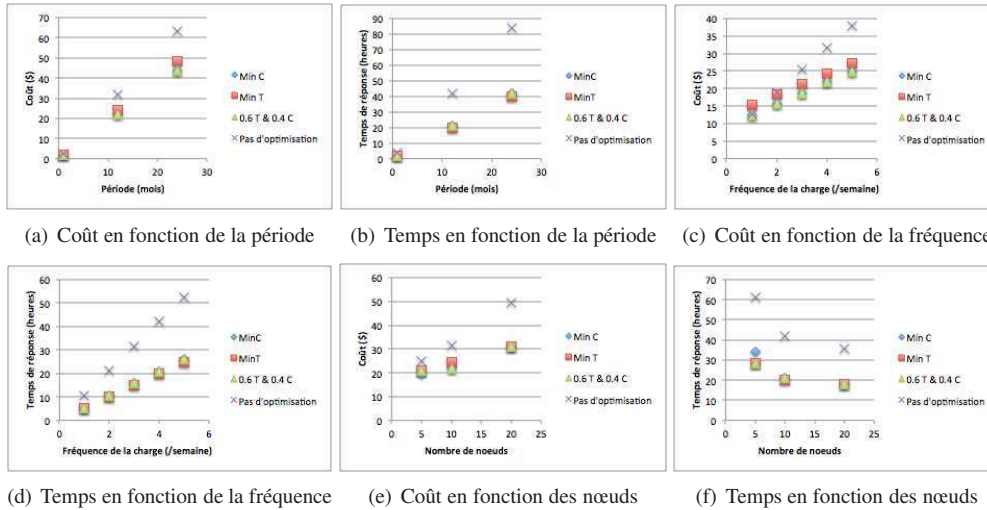 70
60
50
40
30
20
10
0
Coût ($)
0 10 20 30
Période (mois)
Min C
Min T
0.6 T & 0.4 C
Pas d'optimisation
90
80
70
60
50
40
30
20
10
0
Temps de réponse (heures)
0 10 20 30
Période (mois)
MinC
MinT
0.6 T & 0.4 C
Pas d'optimisation
40
35
30
25
20
15
10
5
0
Coût ($)
0 2 4 6
Fréquence de la charge (/semaine)
Min C
Min T
0.6 T & 0.4 C
Pas d'optimisation
(a) Coût en fonction de la période
(b) Temps en fonction de la période
(c) Coût en fonction de la fréquence
60
50
40
30
20
10
0
Temps de réponse (heures)
0 2 4 6
Fréquence de la charge (/semaine)
MinC
MinT
0.6 T & 0.4 C
Pas d'optimisation
60
50
40
30
20
10
0
Coût ($)
0 5 10 15 20 25
Nombre de noeuds
Min C
Min T
0.6 T & 0.4 C
Pas d'optimisation
70
60
50
40
30
20
10
0
Temps de réponse (heures)
0 5 10 15 20 25
Nombre de noeuds
Min C
Min T
0.6 T & 0.4 C
Pas d'optimisation
(d) Temps en fonction de la fréquence
(e) Coût en fonction des nœuds
(f) Temps en fonction des nœuds